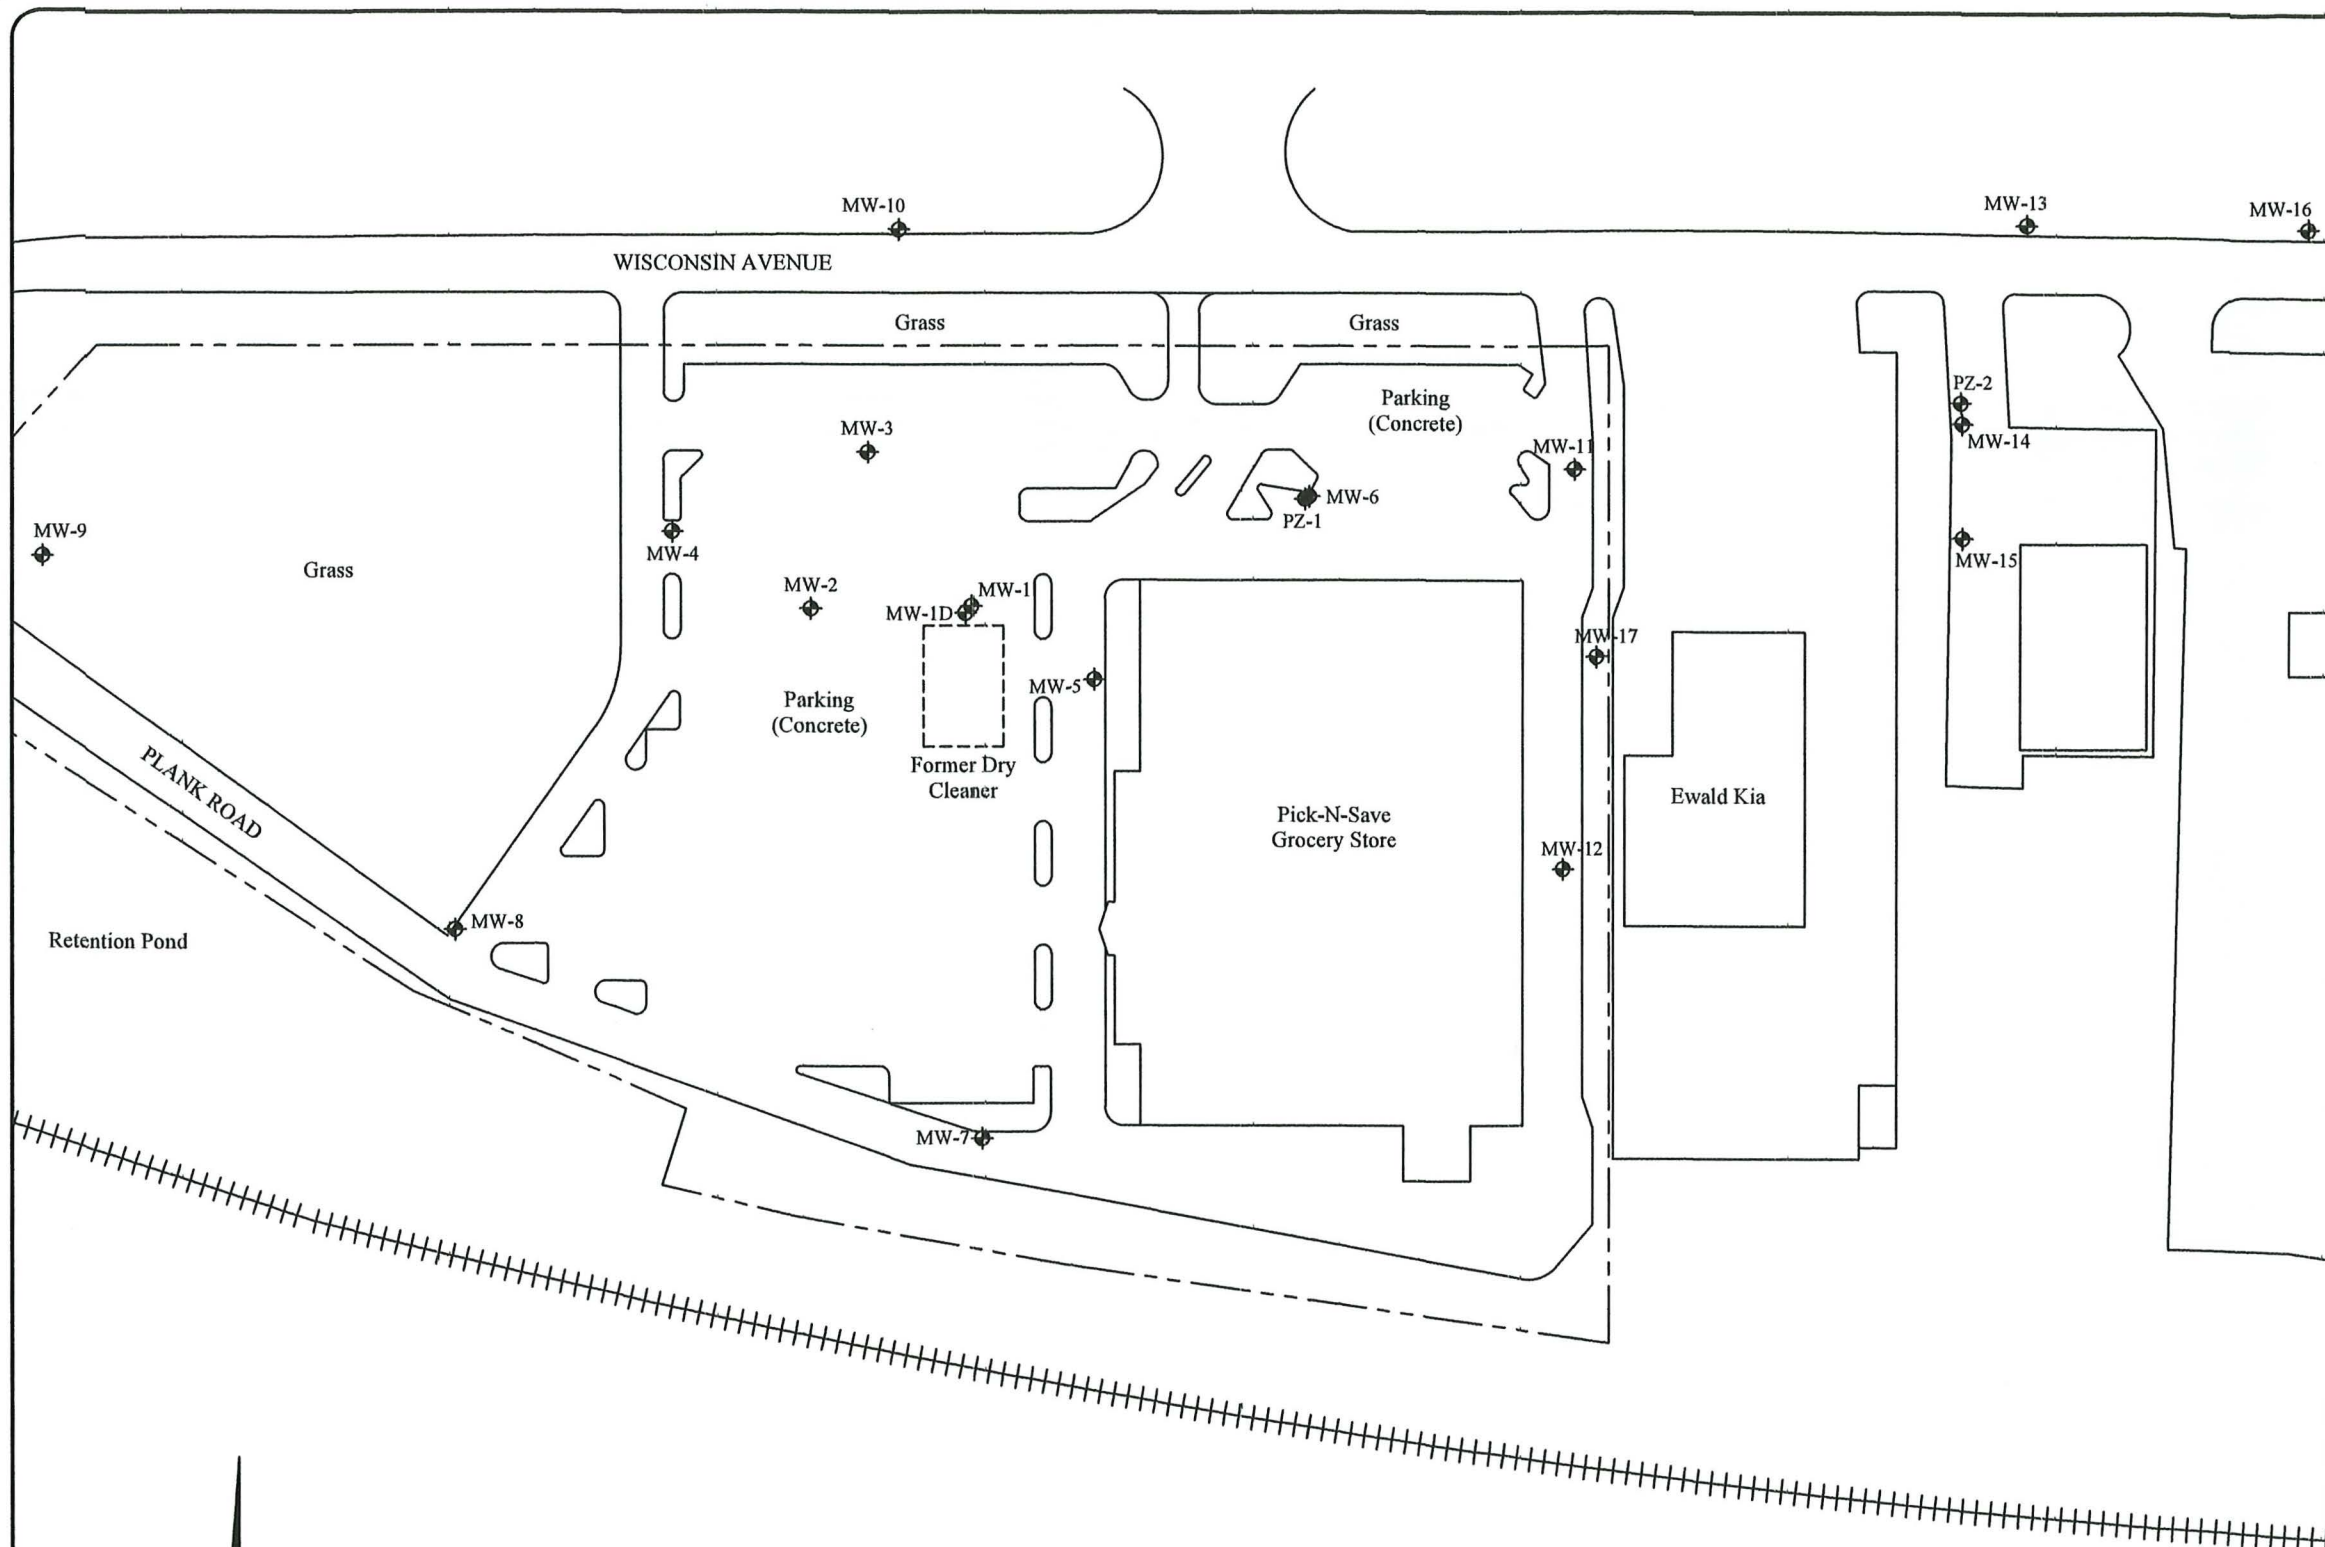 MW-10
MW-13
MW-16
WISCONSIN AVENUE
Grass
Grass
Parking
(Concrete)
PZ-2
MW-14
MW-3
MW-11
MW-6
PZ-1
MW-9
MW-4
Grass
MW-15
MW-2
MW-1
MW-1D
MW-17
MW-5
Parking
(Concrete)
Former Dry
Cleaner
PLANK ROAD
Ewald Kia
Pick-N-Save
Grocery Store
MW-12
MW-8
Retention Pond
MW-7